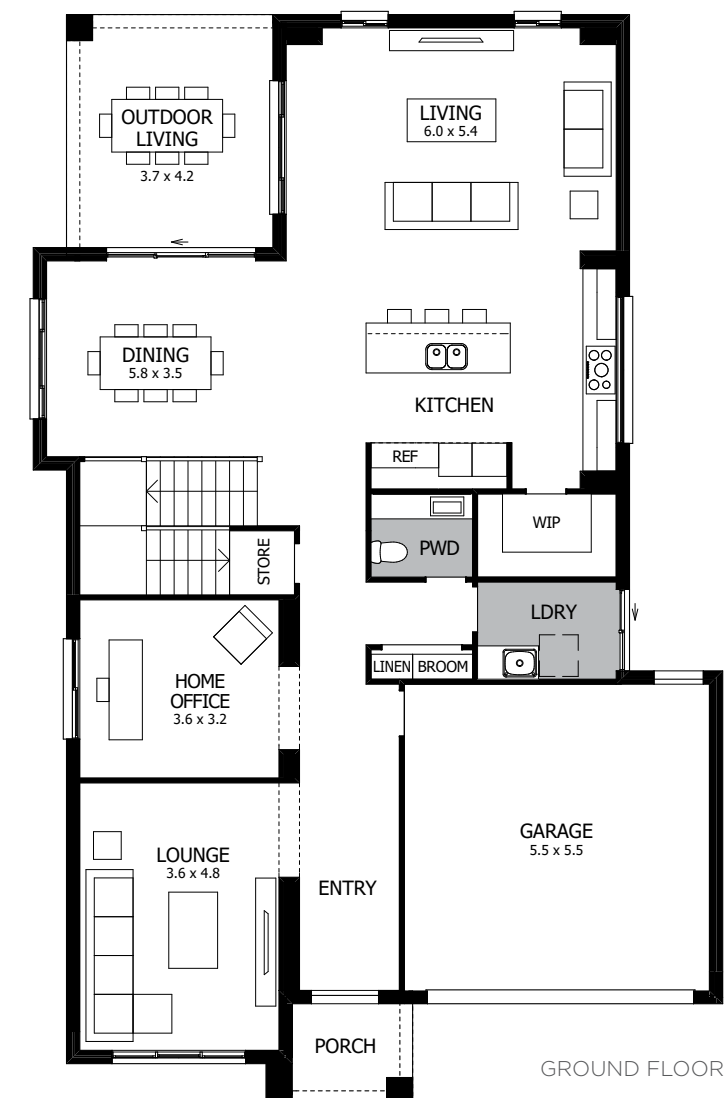 OUTDOOR
LIVING
3.7 x 4.2
LIVING
6.0 x 5.4
DINING
5.8 x 3.5
KITCHEN
REF
WIP
PWD
STORE
LDRY
LINEN
BROOM
HOME
OFFICE
3.6 x 3.2
LOUNGE
3.6 x 4.8
GARAGE
5.5 x 5.5
ENTRY
PORCH
GROUND FLOOR